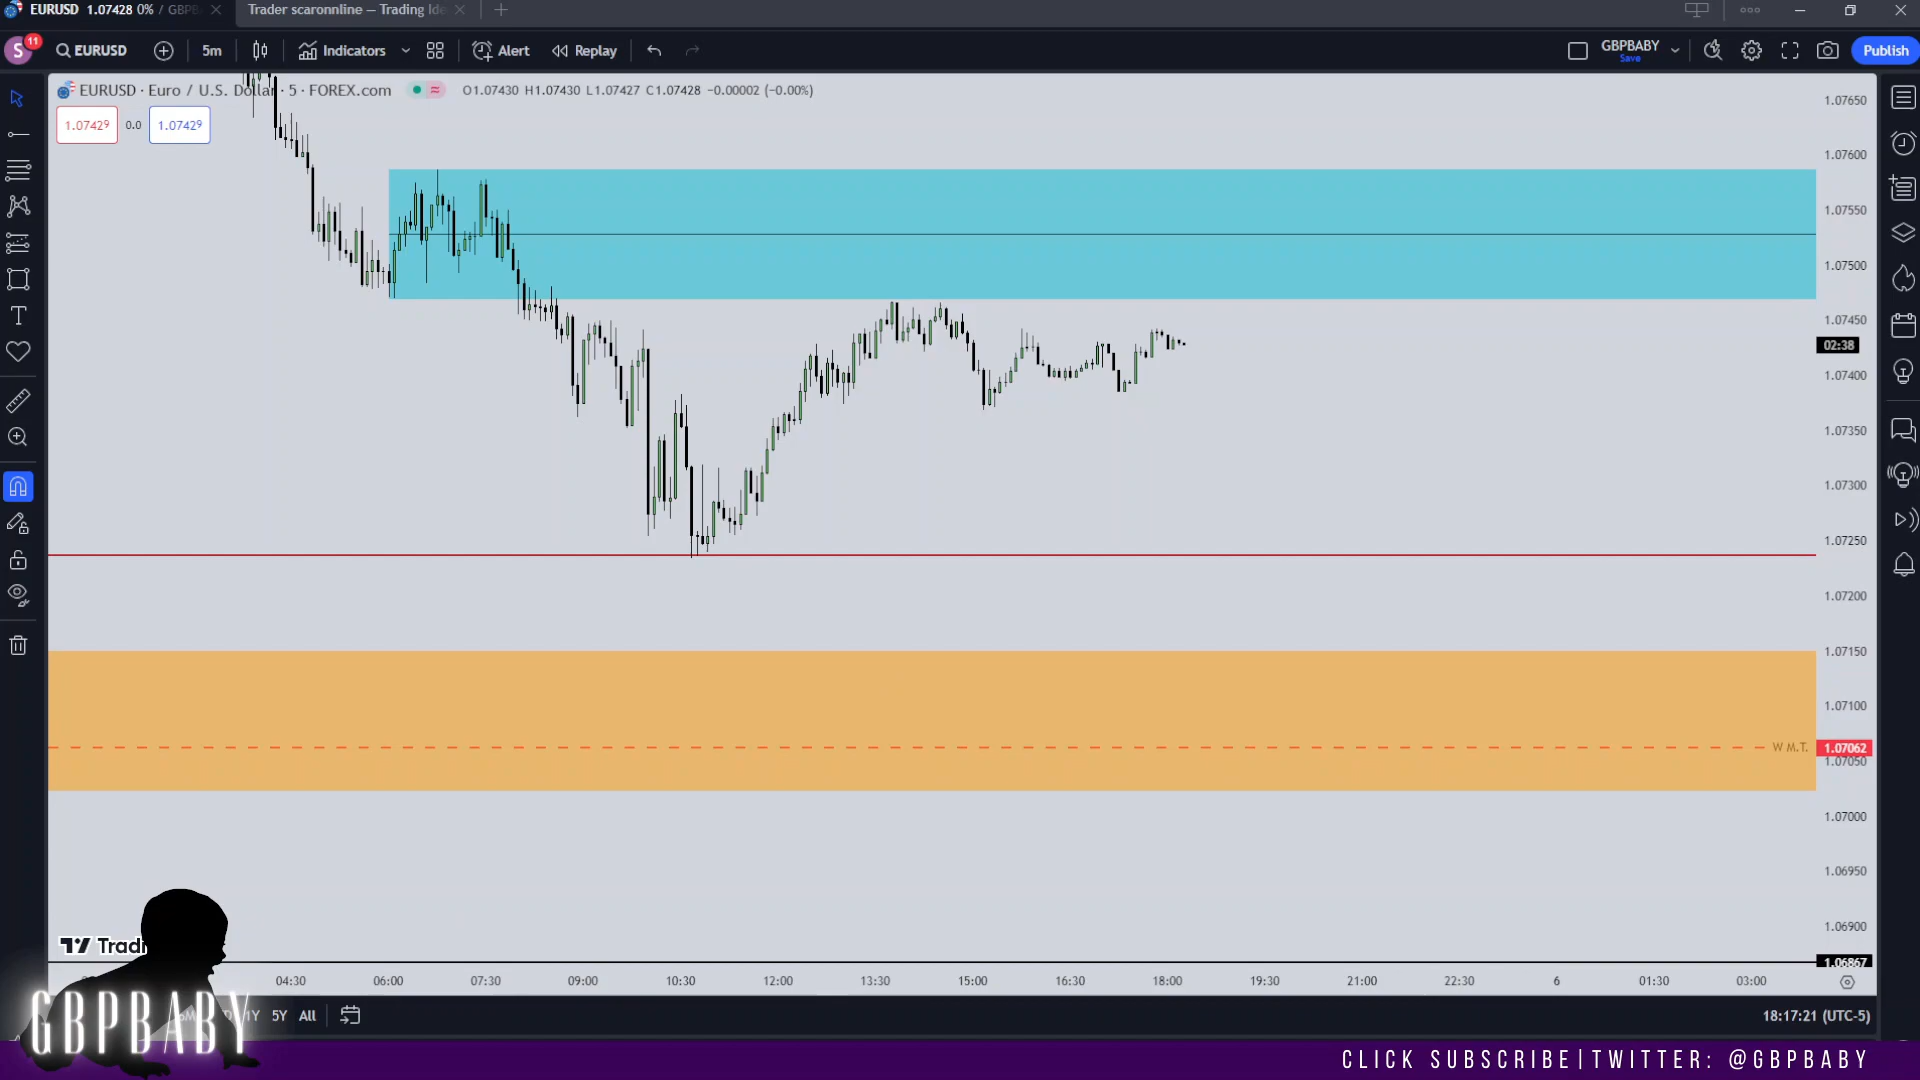 EURUSD 1.07428 0% / GBPB
Trader scaronnline — Trading Ide
S 11 EURUSD 5m Indicators Alert Replay GBPBABY Save Publish
EURUSD · Euro / U.S. Dollar · 5 · FOREX.com O1.07430 H1.07430 L1.07427 C1.07428 −0.00002 (−0.00%)
1.07429 0.0 1.07429
1.07650
1.07600
1.07550
1.07500
1.07450
02:38
1.07400
1.07350
1.07300
1.07250
1.07200
1.07150
1.07100
W M.T. 1.07062
1.07050
1.07000
1.06950
1.06900
Tradi
1.06867
04:30 06:00 07:30 09:00 10:30 12:00 13:30 15:00 16:30 18:00 19:30 21:00 22:30 6 01:30 03:00
1Y 5Y All 18:17:21 (UTC-5)
GBPBABY
CLICK SUBSCRIBE|TWITTER: @GBPBABY